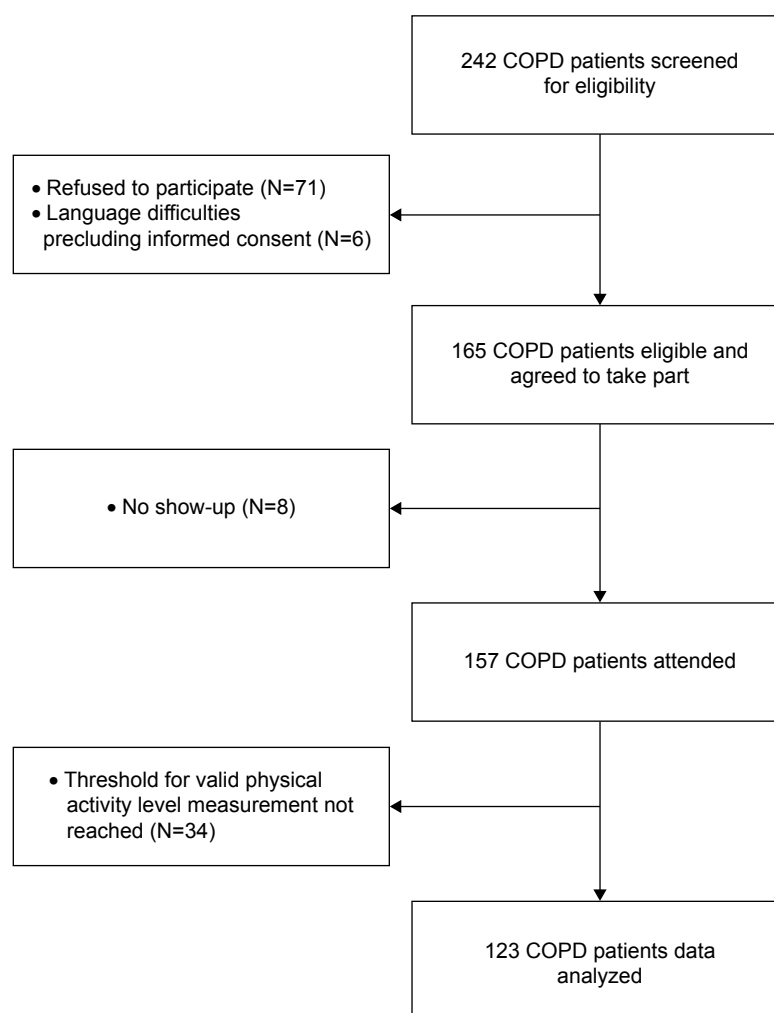 242 COPD patients screened
for eligibility
• Refused to participate (N=71)
• Language difficulties
precluding informed consent (N=6)
165 COPD patients eligible and
agreed to take part
• No show-up (N=8)
157 COPD patients attended
• Threshold for valid physical
activity level measurement not
reached (N=34)
123 COPD patients data
analyzed